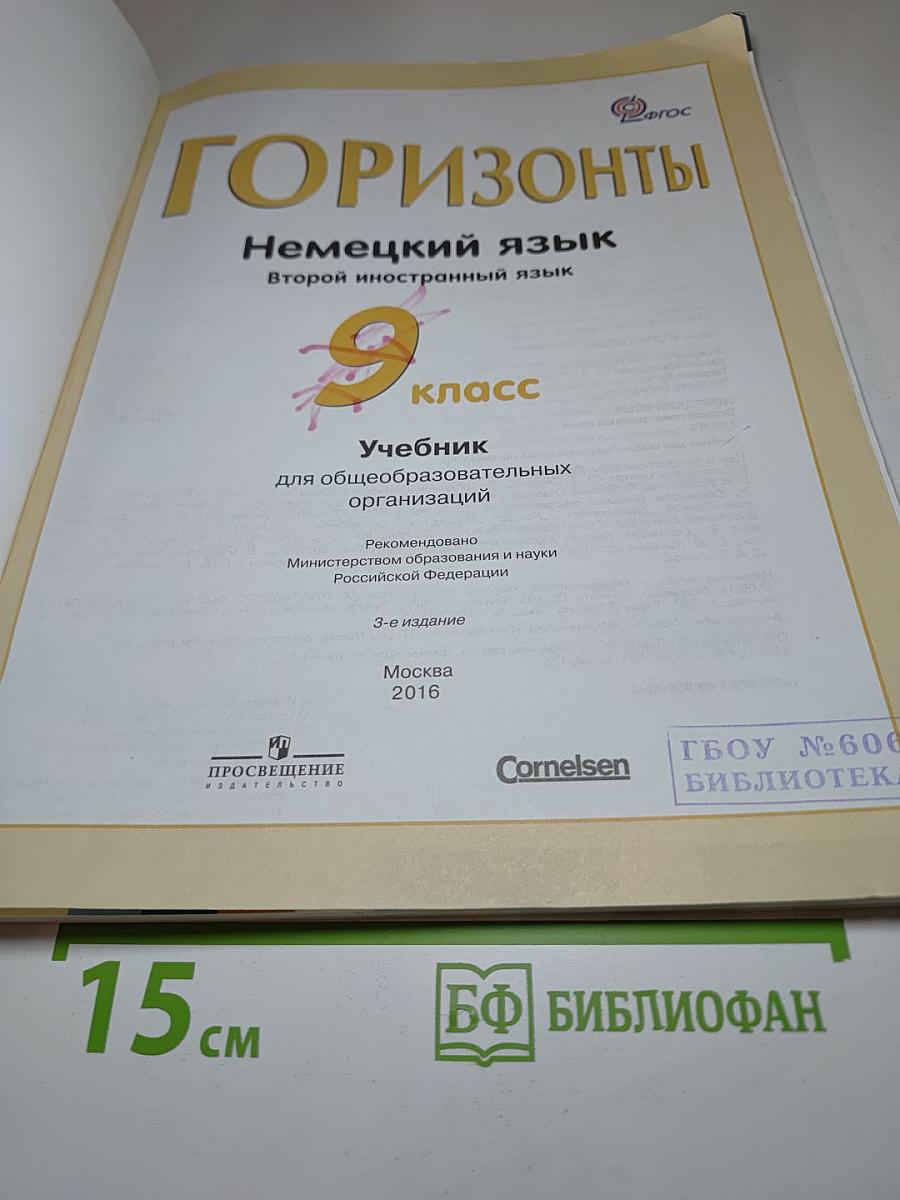 ФГОС
ГОРИЗОНТЫ
Немецкий язык
Второй иностранный язык
9 класс
Учебник
для общеобразовательных
организаций
Рекомендовано
Министерством образования и науки
Российской Федерации
3-е издание
Москва
2016
ИП
ПРОСВЕЩЕНИЕ
ИЗДАТЕЛЬСТВО
Cornelsen
ГБОУ №606
БИБЛИОТЕКА
15 см
БФ БИБЛИОФАН